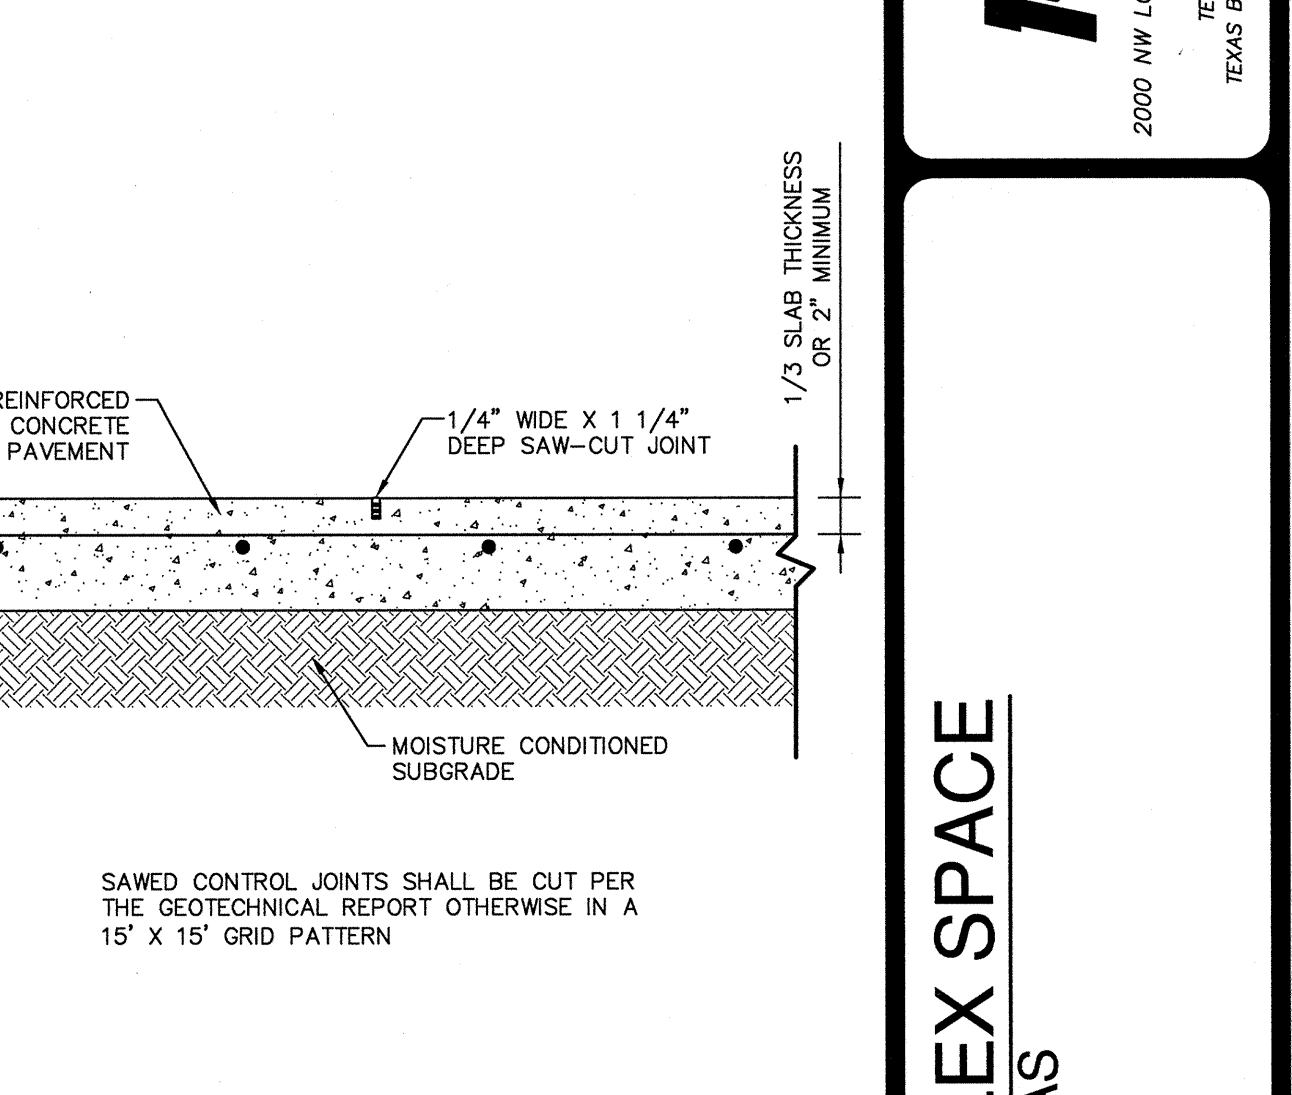 2000 NW
TEXAS
1/3 SLAB THICKNESS
OR 2" MINIMUM
REINFORCED
CONCRETE
PAVEMENT
1/4" WIDE X 1 1/4"
DEEP SAW-CUT JOINT
MOISTURE CONDITIONED
SUBGRADE
SAWED CONTROL JOINTS SHALL BE CUT PER
THE GEOTECHNICAL REPORT OTHERWISE IN A
15' X 15' GRID PATTERN
SPACE